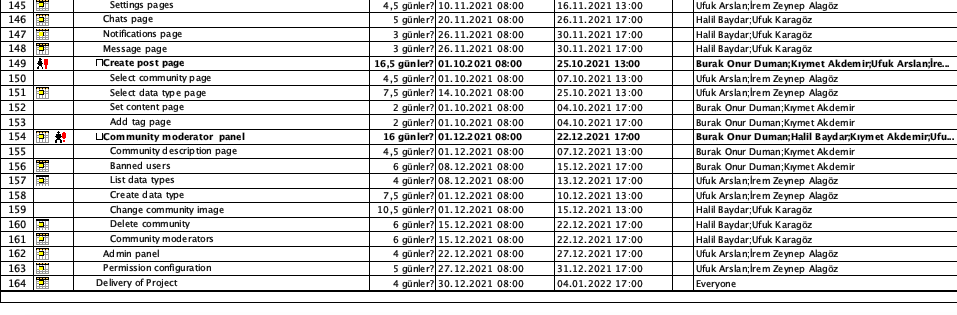 145 Settings pages 4,5 günler? 10.11.2021 08:00 16.11.2021 13:00 Ufuk Arslan;İrem Zeynep Alagöz
146 Chats page 5 günler? 20.11.2021 08:00 26.11.2021 17:00 Halil Baydar;Ufuk Karagöz
147 Notifications page 3 günler? 26.11.2021 08:00 30.11.2021 17:00 Halil Baydar;Ufuk Karagöz
148 Message page 3 günler? 26.11.2021 08:00 30.11.2021 17:00 Halil Baydar;Ufuk Karagöz
149 Create post page 16,5 günler? 01.10.2021 08:00 25.10.2021 13:00 Burak Onur Duman;Kıymet Akdemir;Ufuk Arslan;İre...
150 Select community page 4,5 günler? 01.10.2021 08:00 07.10.2021 13:00 Ufuk Arslan;İrem Zeynep Alagöz
151 Select data type page 7,5 günler? 14.10.2021 08:00 25.10.2021 13:00 Ufuk Arslan;İrem Zeynep Alagöz
152 Set content page 2 günler? 01.10.2021 08:00 04.10.2021 17:00 Burak Onur Duman;Kıymet Akdemir
153 Add tag page 2 günler? 01.10.2021 08:00 04.10.2021 17:00 Burak Onur Duman;Kıymet Akdemir
154 Community moderator panel 16 günler? 01.12.2021 08:00 22.12.2021 17:00 Burak Onur Duman;Halil Baydar;Kıymet Akdemir;Ufu...
155 Community description page 4,5 günler? 01.12.2021 08:00 07.12.2021 13:00 Burak Onur Duman;Kıymet Akdemir
156 Banned users 6 günler? 08.12.2021 08:00 15.12.2021 17:00 Burak Onur Duman;Kıymet Akdemir
157 List data types 4 günler? 08.12.2021 08:00 13.12.2021 17:00 Ufuk Arslan;İrem Zeynep Alagöz
158 Create data type 7,5 günler? 01.12.2021 08:00 10.12.2021 13:00 Ufuk Arslan;İrem Zeynep Alagöz
159 Change community image 10,5 günler? 01.12.2021 08:00 15.12.2021 13:00 Halil Baydar;Ufuk Karagöz
160 Delete community 6 günler? 15.12.2021 08:00 22.12.2021 17:00 Halil Baydar;Ufuk Karagöz
161 Community moderators 6 günler? 15.12.2021 08:00 22.12.2021 17:00 Halil Baydar;Ufuk Karagöz
162 Admin panel 4 günler? 22.12.2021 08:00 27.12.2021 17:00 Ufuk Arslan;İrem Zeynep Alagöz
163 Permission configuration 5 günler? 27.12.2021 08:00 31.12.2021 17:00 Ufuk Arslan;İrem Zeynep Alagöz
164 Delivery of Project 4 günler? 30.12.2021 08:00 04.01.2022 17:00 Everyone